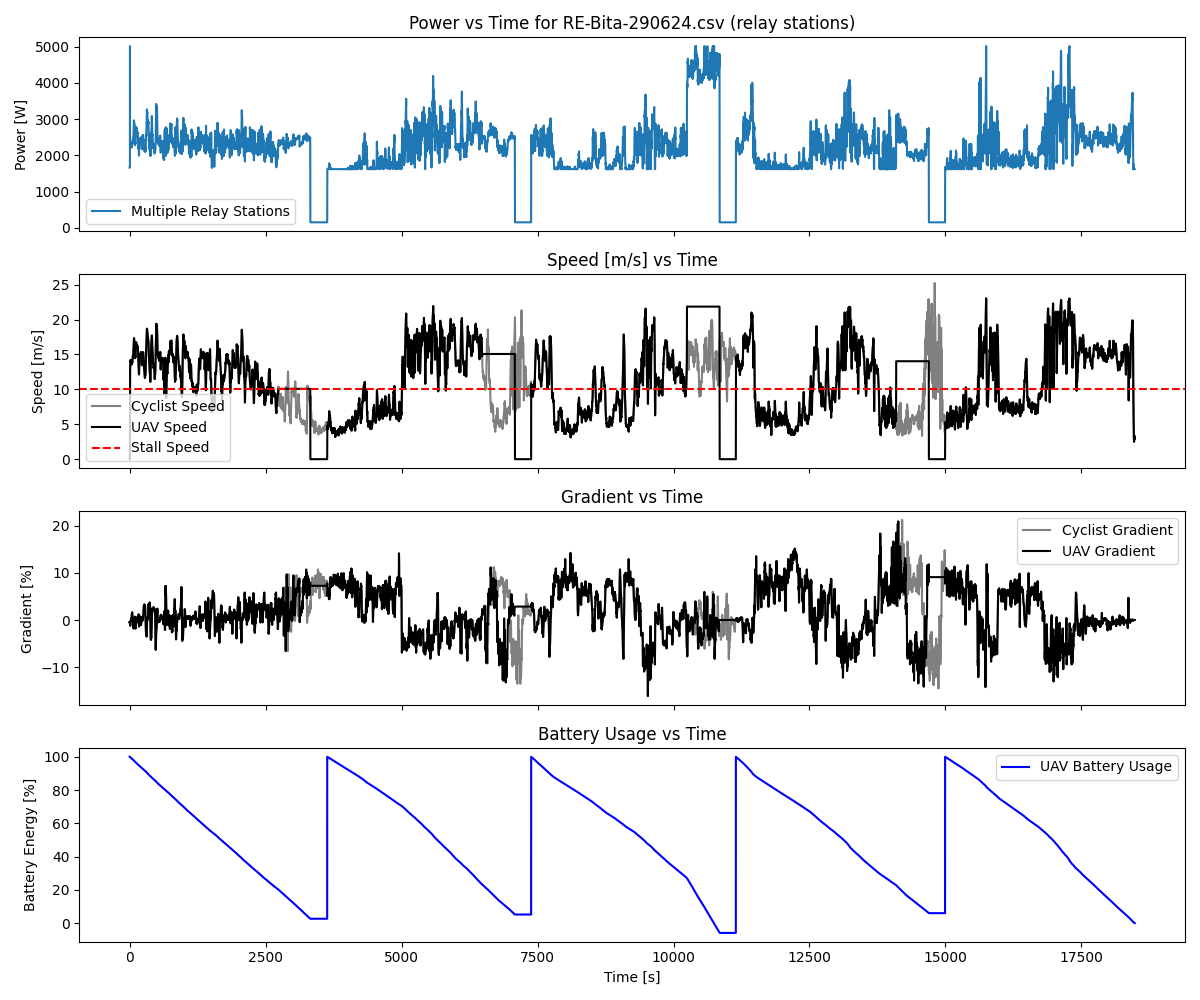 Power vs Time for RE-Bita-290624.csv (relay stations)
5000
4000
3000
2000
1000
0
Power [W]
Multiple Relay Stations
Speed [m/s] vs Time
25
20
15
10
5
0
Speed [m/s]
Cyclist Speed
UAV Speed
Stall Speed
Gradient vs Time
20
10
0
−10
Gradient [%]
Cyclist Gradient
UAV Gradient
Battery Usage vs Time
100
80
60
40
20
0
Battery Energy [%]
UAV Battery Usage
0 2500 5000 7500 10000 12500 15000 17500
Time [s]